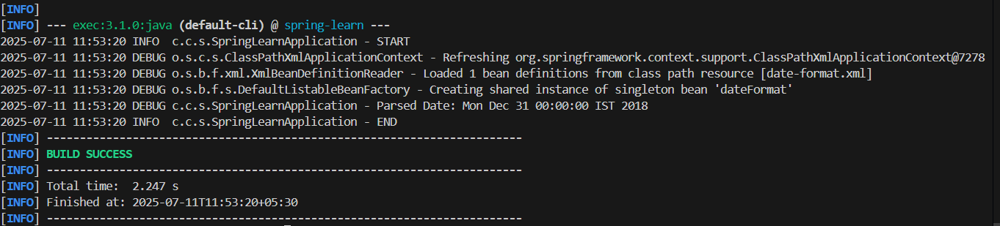 [INFO]
[INFO] --- exec:3.1.0:java (default-cli) @ spring-learn ---
2025-07-11 11:53:20 INFO  c.c.s.SpringLearnApplication - START
2025-07-11 11:53:20 DEBUG o.s.c.s.ClassPathXmlApplicationContext - Refreshing org.springframework.context.support.ClassPathXmlApplicationContext@7278
2025-07-11 11:53:20 DEBUG o.s.b.f.xml.XmlBeanDefinitionReader - Loaded 1 bean definitions from class path resource [date-format.xml]
2025-07-11 11:53:20 DEBUG o.s.b.f.s.DefaultListableBeanFactory - Creating shared instance of singleton bean 'dateFormat'
2025-07-11 11:53:20 DEBUG c.c.s.SpringLearnApplication - Parsed Date: Mon Dec 31 00:00:00 IST 2018
2025-07-11 11:53:20 INFO  c.c.s.SpringLearnApplication - END
[INFO] ------------------------------------------------------------------------
[INFO] BUILD SUCCESS
[INFO] ------------------------------------------------------------------------
[INFO] Total time:  2.247 s
[INFO] Finished at: 2025-07-11T11:53:20+05:30
[INFO] ------------------------------------------------------------------------